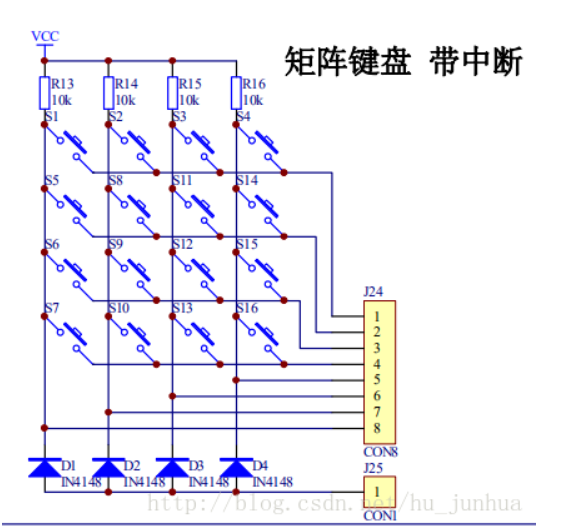 矩阵键盘 带中断
VCC
R13 R14 R15 R16
10k 10k 10k 10k
S1 S2 S3 S4
S5 S8 S11 S14
S6 S9 S12 S15
S7 S10 S13 S16
J24
1
2
3
4
5
6
7
8
CON8
D1 D2 D3 D4
IN4148 IN4148 IN4148 IN4148
J25
1
CON1
http://blog.csdn.net/hu_junhua